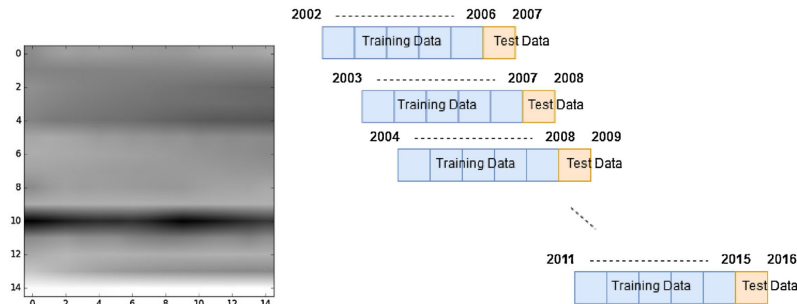 0
2
4
6
8
10
12
14
0 2 4 6 8 10 12 14
2002 ---------------- 2006 2007
Training Data Test Data
2003 ---------------- 2007 2008
Training Data Test Data
2004 ---------------- 2008 2009
Training Data Test Data
2011 ---------------- 2015 2016
Training Data Test Data